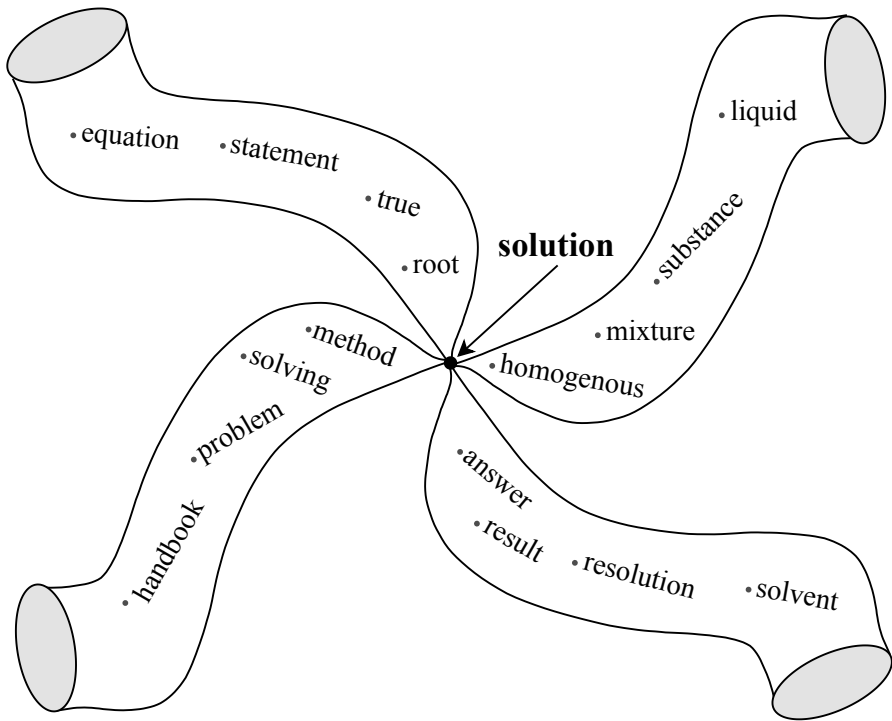 equation
statement
true
root
solution
liquid
substance
mixture
homogenous
method
solving
problem
handbook
answer
result
resolution
solvent